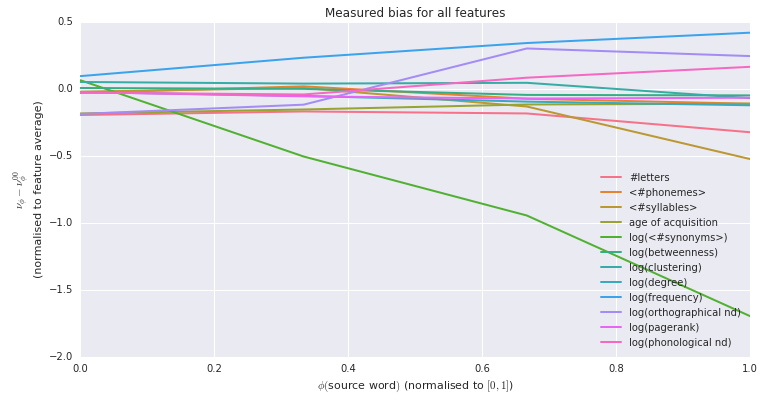 Measured bias for all features
0.5
0.0
−0.5
−1.0
−1.5
−2.0
0.0 0.2 0.4 0.6 0.8 1.0
ν_ϕ − ν_ϕ^00
(normalised to feature average)
ϕ(source word) (normalised to [0, 1])
#letters
<#phonemes>
<#syllables>
age of acquisition
log(<#synonyms>)
log(betweenness)
log(clustering)
log(degree)
log(frequency)
log(orthographical nd)
log(pagerank)
log(phonological nd)